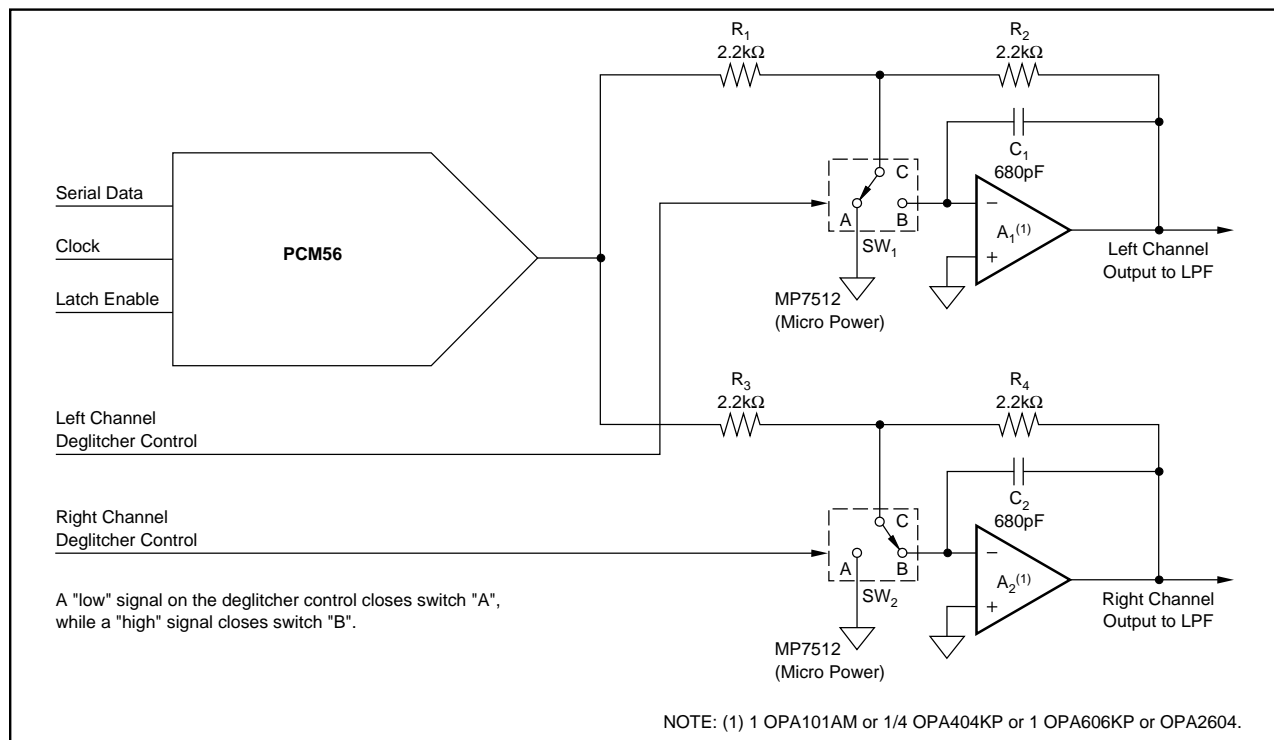 R1
2.2kΩ
R2
2.2kΩ
C1
680pF
Serial Data
Clock
Latch Enable
PCM56
C
A
B
SW1
A1(1)
−
+
MP7512
(Micro Power)
Left Channel
Output to LPF
Left Channel
Deglitcher Control
R3
2.2kΩ
R4
2.2kΩ
C2
680pF
Right Channel
Deglitcher Control
C
A
B
SW2
A2(1)
−
+
MP7512
(Micro Power)
Right Channel
Output to LPF
A "low" signal on the deglitcher control closes switch "A",
while a "high" signal closes switch "B".
NOTE: (1) 1 OPA101AM or 1/4 OPA404KP or 1 OPA606KP or OPA2604.